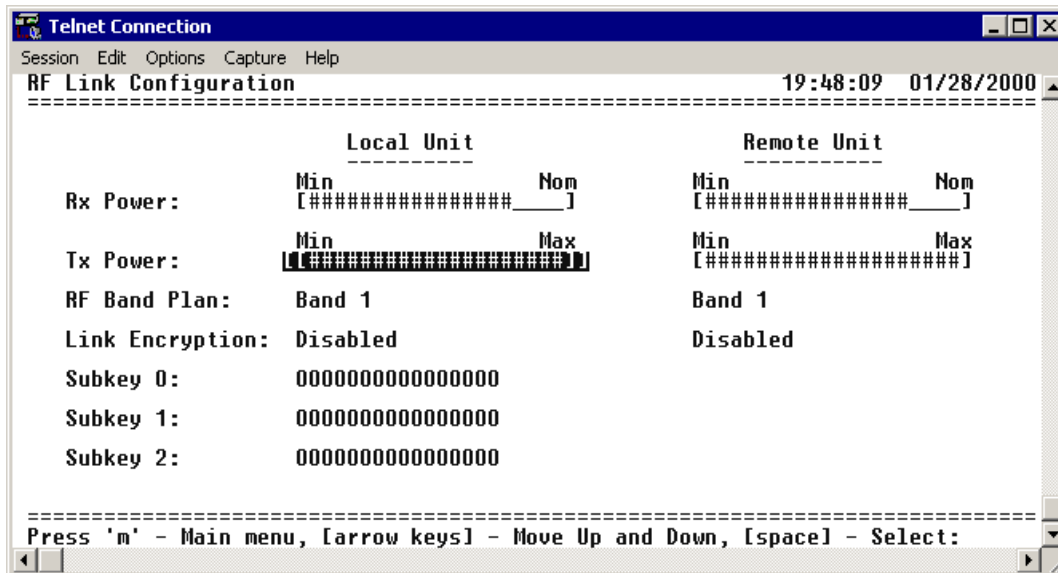 Telnet Connection
Session Edit Options Capture Help
RF Link Configuration 19:48:09 01/28/2000
================================================================================
Local Unit Remote Unit
---------- -----------
Min Nom Min Nom
Rx Power: [################____] [################____]
Min Max Min Max
Tx Power: [[####################]] [####################]
RF Band Plan: Band 1 Band 1
Link Encryption: Disabled Disabled
Subkey 0: 0000000000000000
Subkey 1: 0000000000000000
Subkey 2: 0000000000000000
================================================================================
Press 'm' - Main menu, [arrow keys] - Move Up and Down, [space] - Select: